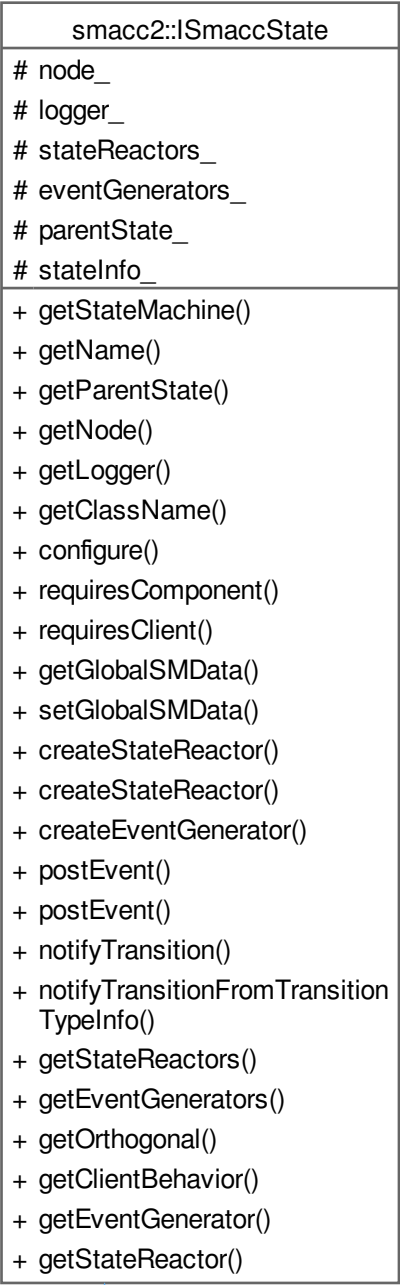 smacc2::ISmaccState
# node_
# logger_
# stateReactors_
# eventGenerators_
# parentState_
# stateInfo_
+ getStateMachine()
+ getName()
+ getParentState()
+ getNode()
+ getLogger()
+ getClassName()
+ configure()
+ requiresComponent()
+ requiresClient()
+ getGlobalSMData()
+ setGlobalSMData()
+ createStateReactor()
+ createStateReactor()
+ createEventGenerator()
+ postEvent()
+ postEvent()
+ notifyTransition()
+ notifyTransitionFromTransition
TypeInfo()
+ getStateReactors()
+ getEventGenerators()
+ getOrthogonal()
+ getClientBehavior()
+ getEventGenerator()
+ getStateReactor()